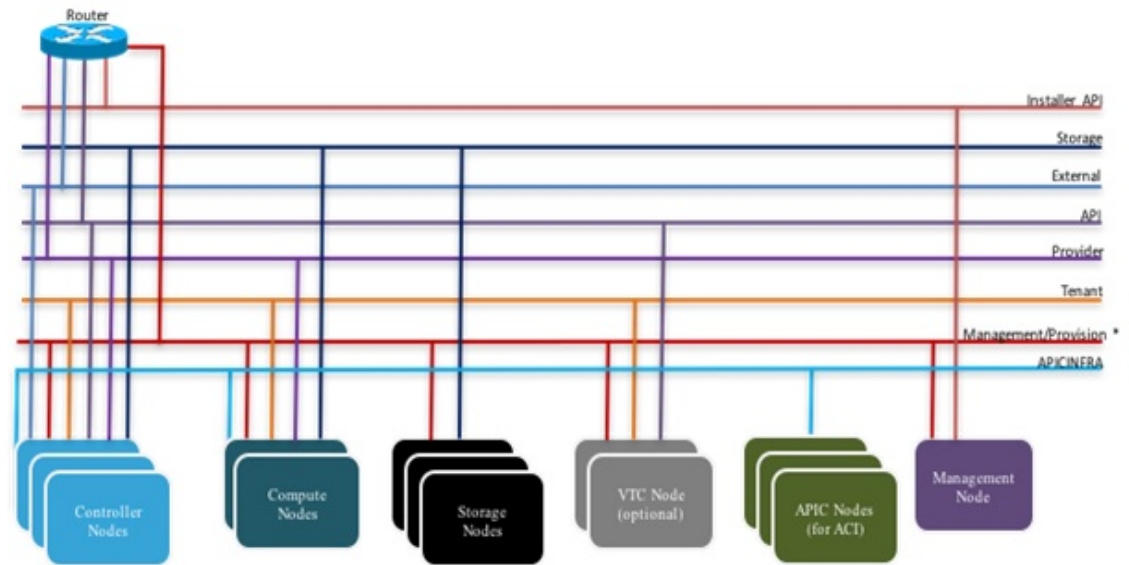 Router
Installer API
Storage
External
API
Provider
Tenant
Management/Provision *
APICINFRA
Controller
Nodes
Compute
Nodes
Storage
Nodes
VTC Node
(optional)
APIC Nodes
(for ACI)
Management
Node